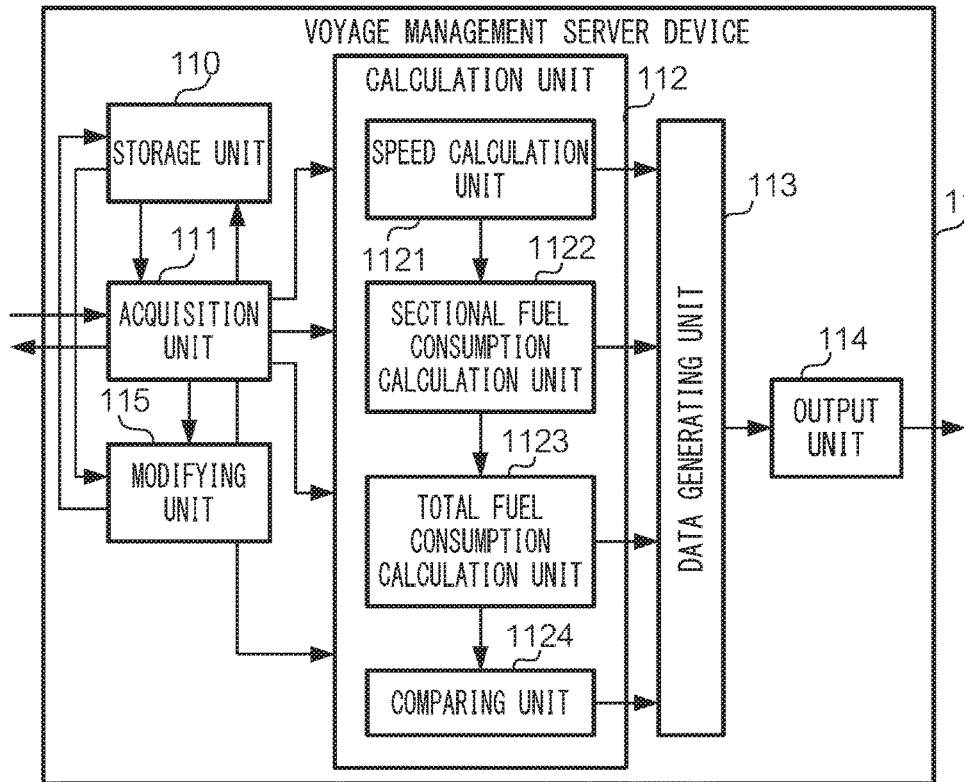 VOYAGE MANAGEMENT SERVER DEVICE
110
STORAGE UNIT
111
ACQUISITION
UNIT
115
MODIFYING
UNIT
CALCULATION UNIT
112
SPEED CALCULATION
UNIT
1121
1122
SECTIONAL FUEL
CONSUMPTION
CALCULATION UNIT
1123
TOTAL FUEL
CONSUMPTION
CALCULATION UNIT
1124
COMPARING UNIT
113
DATA GENERATING UNIT
114
OUTPUT
UNIT